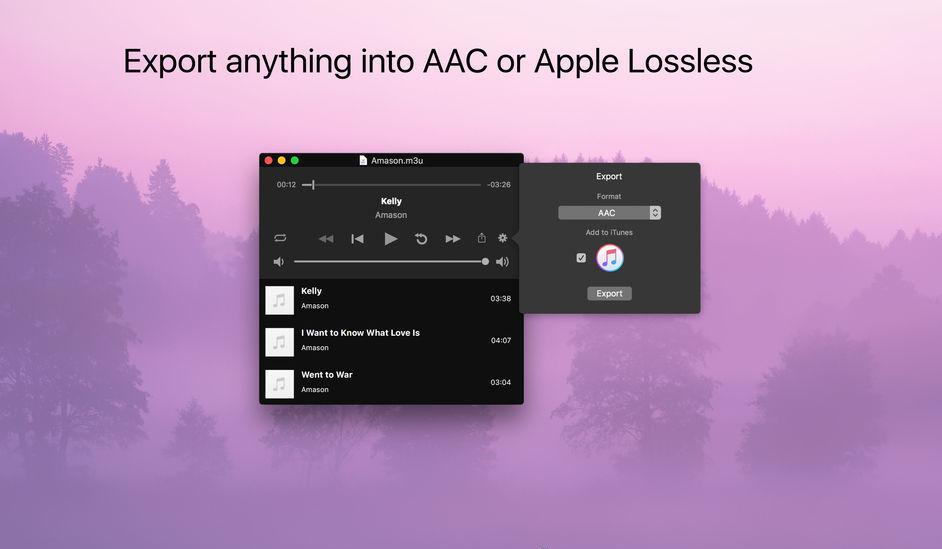 Export anything into AAC or Apple Lossless
Amason.m3u
00:12
-03:26
Kelly
Amason
Kelly
Amason
03:38
I Want to Know What Love Is
Amason
04:07
Went to War
Amason
03:04
Export
Format
AAC
Add to iTunes
Export